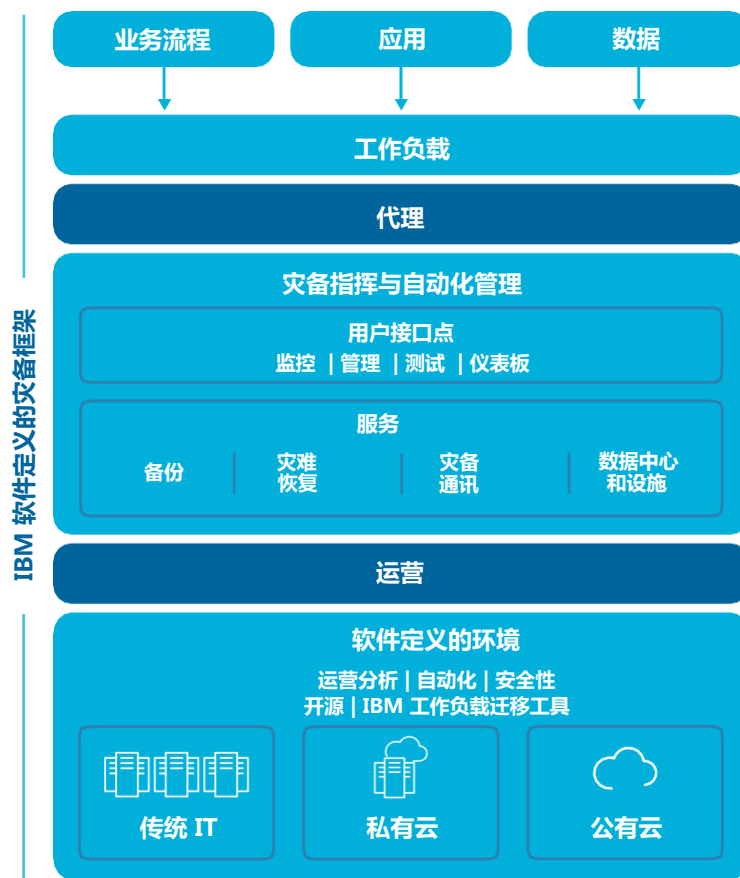 业务流程
应用
数据
工作负载
代理
灾备指挥与自动化管理
用户接口点
监控 | 管理 | 测试 | 仪表板
服务
备份
灾难
恢复
灾备
通讯
数据中心
和设施
运营
软件定义的环境
运营分析 | 自动化 | 安全性
开源 | IBM 工作负载迁移工具
传统 IT
私有云
公有云
IBM 软件定义的灾备框架